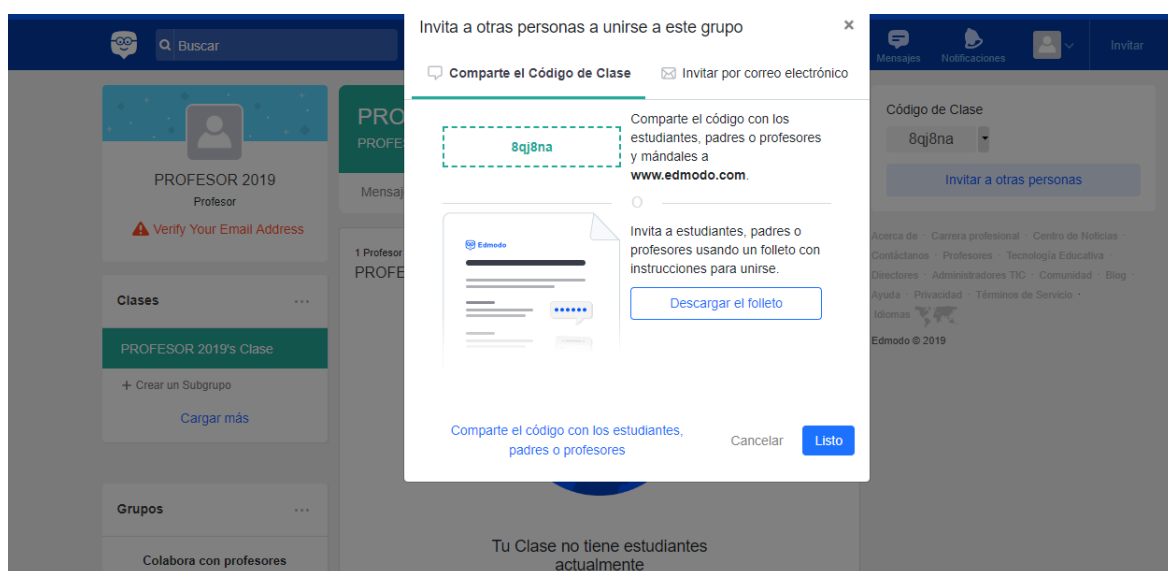 Buscar
Mensajes
Notificaciones
Invitar
PROFESOR 2019
Profesor
Verify Your Email Address
Clases
PROFESOR 2019's Clase
+ Crear un Subgrupo
Cargar más
Grupos
Colabora con profesores
PRO
PROFE
Mensaj
1 Profesor
PROFE
Invita a otras personas a unirse a este grupo
×
Comparte el Código de Clase
Invitar por correo electrónico
8qj8na
Comparte el código con los
estudiantes, padres o profesores
y mándales a
www.edmodo.com.
O
Edmodo
Invita a estudiantes, padres o
profesores usando un folleto con
instrucciones para unirse.
Descargar el folleto
Comparte el código con los estudiantes,
padres o profesores
Cancelar
Listo
Tu Clase no tiene estudiantes
actualmente
Código de Clase
8qj8na
Invitar a otras personas
Acerca de · Carrera profesional · Centro de Noticias ·
Contáctanos · Profesores · Tecnología Educativa ·
Directores · Administradores TIC · Comunidad · Blog ·
Ayuda · Privacidad · Términos de Servicio ·
Idiomas
Edmodo © 2019